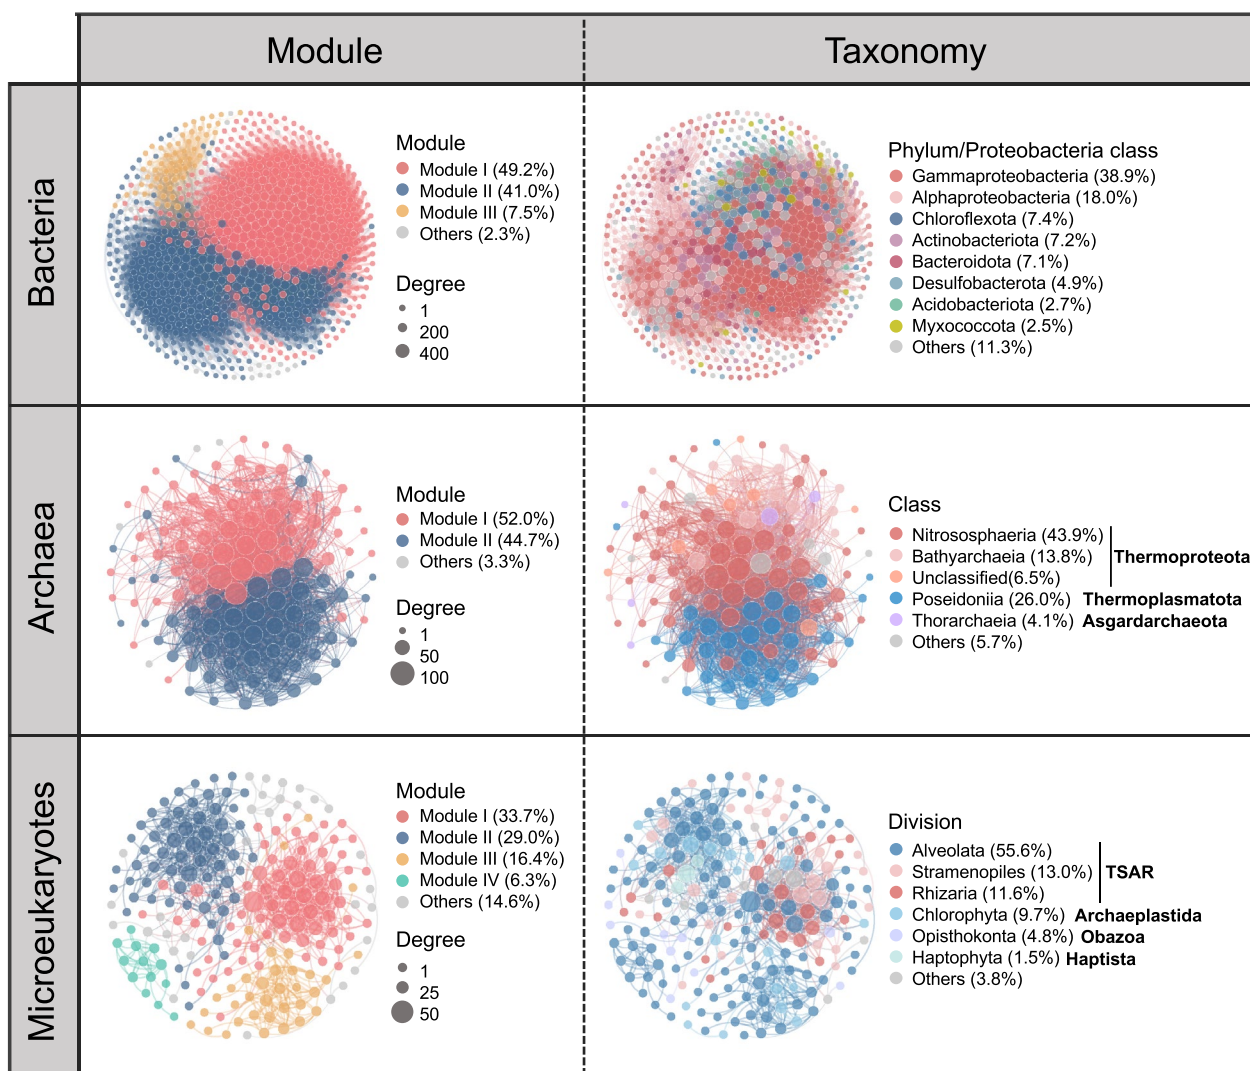 Module
Taxonomy
Bacteria
Module
Module I (49.2%)
Module II (41.0%)
Module III (7.5%)
Others (2.3%)
Degree
1
200
400
Phylum/Proteobacteria class
Gammaproteobacteria (38.9%)
Alphaproteobacteria (18.0%)
Chloroflexota (7.4%)
Actinobacteriota (7.2%)
Bacteroidota (7.1%)
Desulfobacterota (4.9%)
Acidobacteriota (2.7%)
Myxococcota (2.5%)
Others (11.3%)
Archaea
Module
Module I (52.0%)
Module II (44.7%)
Others (3.3%)
Degree
1
50
100
Class
Nitrososphaeria (43.9%)
Bathyarchaeia (13.8%) Thermoproteota
Unclassified(6.5%)
Poseidoniia (26.0%) Thermoplasmatota
Thorarchaeia (4.1%) Asgardarchaeota
Others (5.7%)
Microeukaryotes
Module
Module I (33.7%)
Module II (29.0%)
Module III (16.4%)
Module IV (6.3%)
Others (14.6%)
Degree
1
25
50
Division
Alveolata (55.6%)
Stramenopiles (13.0%) TSAR
Rhizaria (11.6%)
Chlorophyta (9.7%) Archaeplastida
Opisthokonta (4.8%) Obazoa
Haptophyta (1.5%) Haptista
Others (3.8%)